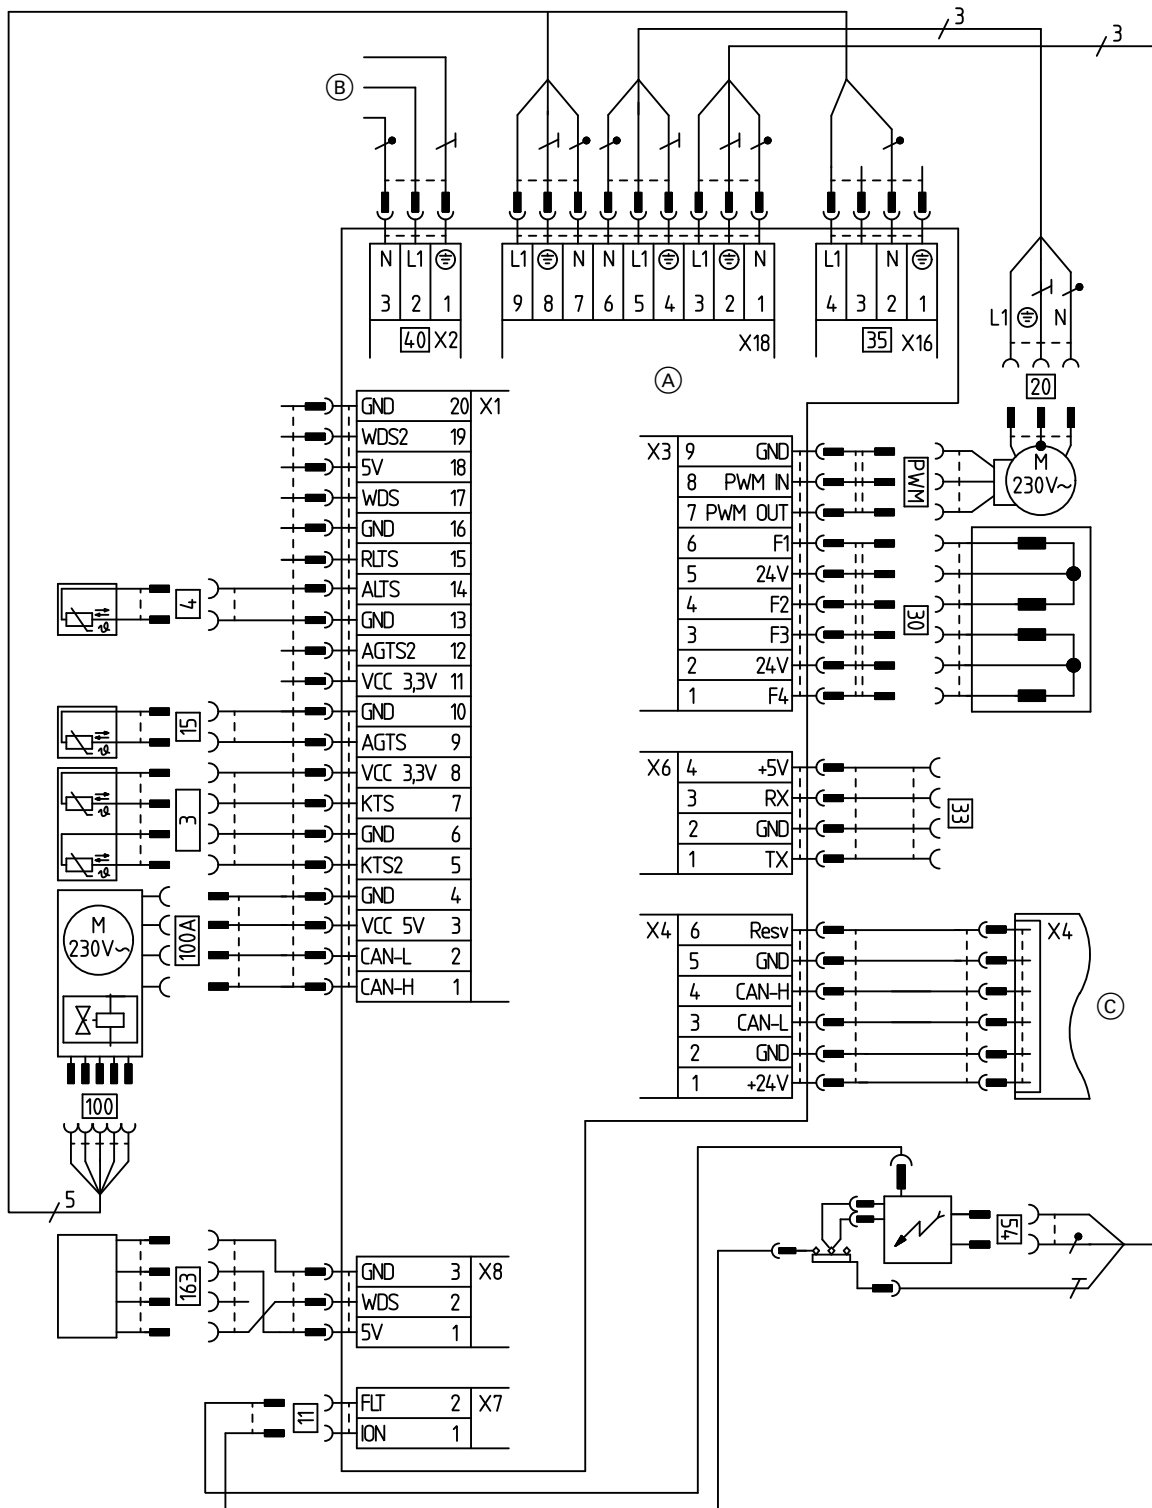 3
3
B
N L1 L1 N N L1 L1 N L1 N
3 2 1 9 8 7 6 5 4 3 2 1 4 3 2 1
40 X2 X18 35 X16
L1 N
20
A
M
230V~
GND 20 X1
WDS2 19
5V 18
WDS 17
GND 16
RLTS 15
ALTS 14
GND 13
AGTS2 12
VCC 3,3V 11
GND 10
AGTS 9
VCC 3,3V 8
KTS 7
GND 6
KTS2 5
GND 4
VCC 5V 3
CAN-L 2
CAN-H 1
4
ϑ
15
ϑ
3
ϑ
ϑ
M
230V~
100A
100
5
X3 9 GND
8 PWM IN
7 PWM OUT
6 F1
5 24V
4 F2
3 F3
2 24V
1 F4
PWM
30
X6 4 +5V
3 RX
2 GND
1 TX
33
X4 6 Resv
5 GND
4 CAN-H
3 CAN-L
2 GND
1 +24V
X4
C
54
163
GND 3 X8
WDS 2
5V 1
11
FLT 2 X7
ION 1